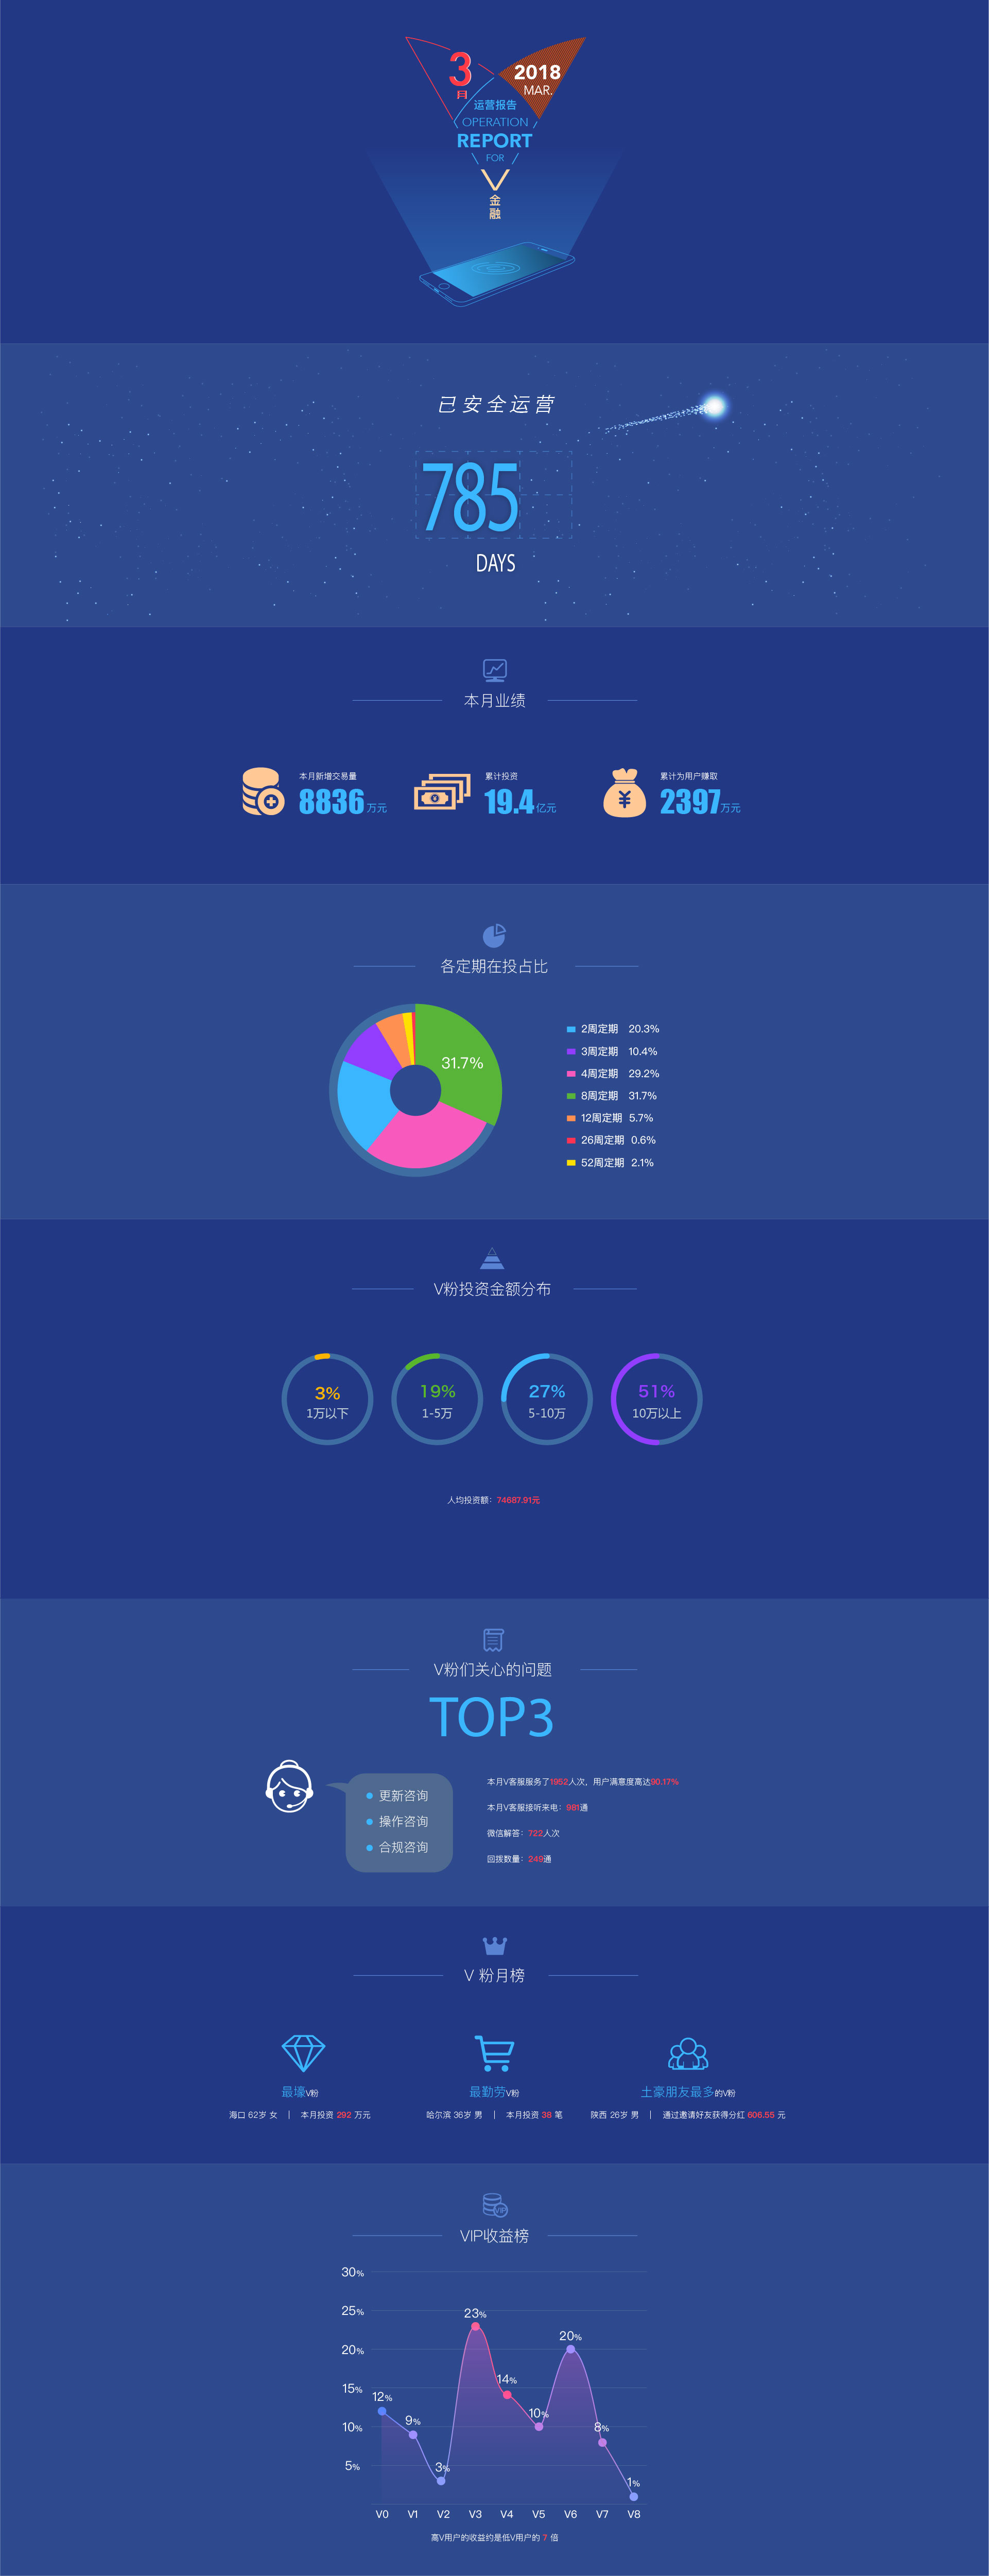 3
月
2018
MAR.
运营报告
OPERATION
REPORT
FOR
V
金
融
已安全运营
785
DAYS
本月业绩
本月新增交易量
8836万元
累计投资
19.4亿元
累计为用户赚取
2397万元
各定期在投占比
31.7%
2周定期 20.3%
3周定期 10.4%
4周定期 29.2%
8周定期 31.7%
12周定期 5.7%
26周定期 0.6%
52周定期 2.1%
V粉投资金额分布
3%
1万以下
19%
1-5万
27%
5-10万
51%
10万以上
人均投资额：74687.91元
V粉们关心的问题
TOP3
更新咨询
操作咨询
合规咨询
本月V客服服务了1952人次，用户满意度高达90.17%
本月V客服接听来电：981通
微信解答：722人次
回拨数量：249通
V 粉月榜
最壕V粉
海口 62岁 女 | 本月投资 292 万元
最勤劳V粉
哈尔滨 36岁 男 | 本月投资 38 笔
土豪朋友最多的V粉
陕西 26岁 男 | 通过邀请好友获得分红 606.55 元
VIP
VIP收益榜
30%
25%
20%
15%
10%
5%
12%
9%
3%
23%
14%
10%
20%
8%
1%
V0 V1 V2 V3 V4 V5 V6 V7 V8
高V用户的收益约是低V用户的 7 倍